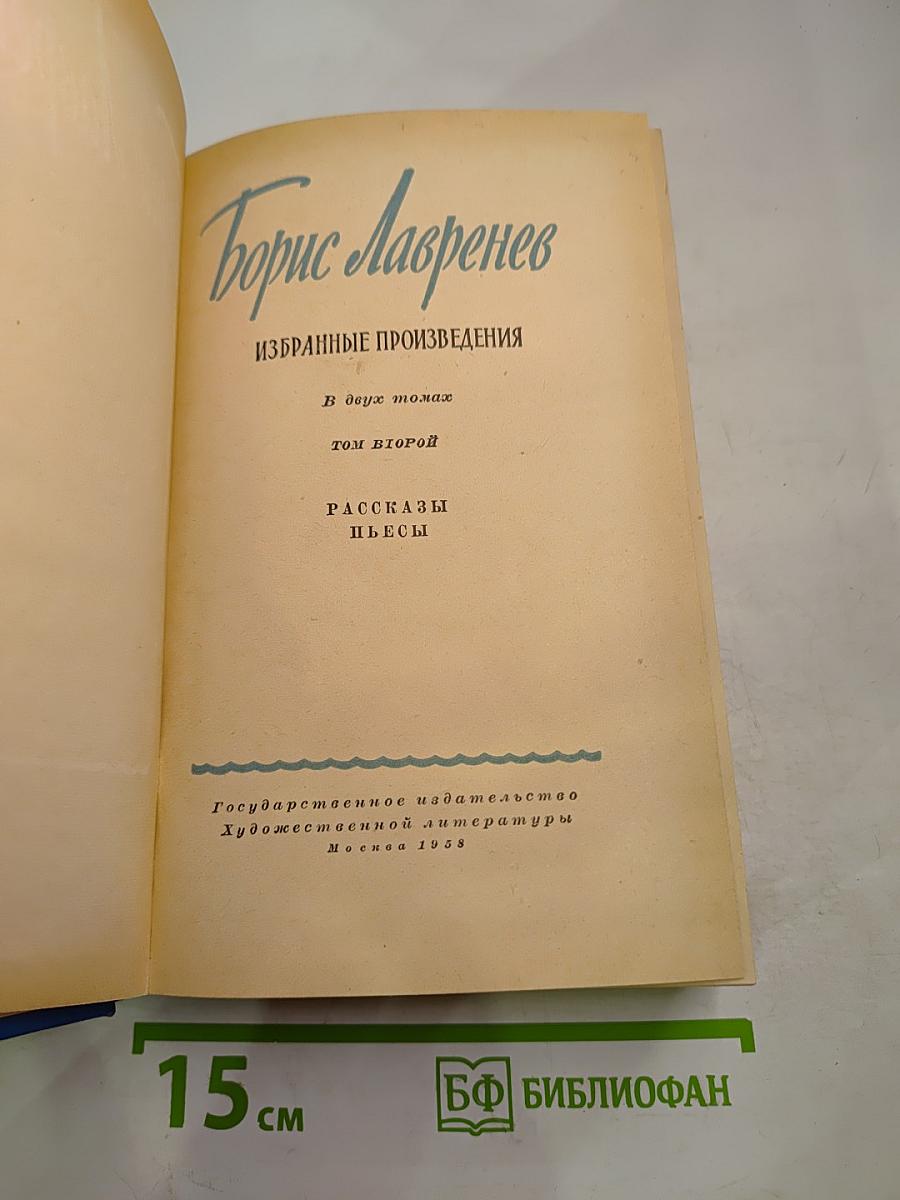 Борис Лавренев
ИЗБРАННЫЕ ПРОИЗВЕДЕНИЯ
В двух томах
ТОМ ВТОРОЙ
РАССКАЗЫ
ПЬЕСЫ
Государственное издательство
Художественной литературы
Москва 1958
15 см
БФ БИБЛИОФАН